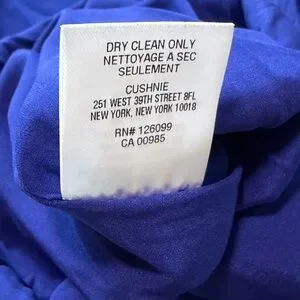 DRY CLEAN ONLY
NETTOYAGE A SEC
SEULEMENT
CUSHNIE
251 WEST 39TH STREET 8FL
NEW YORK, NEW YORK 10018
RN# 126099
CA 00985